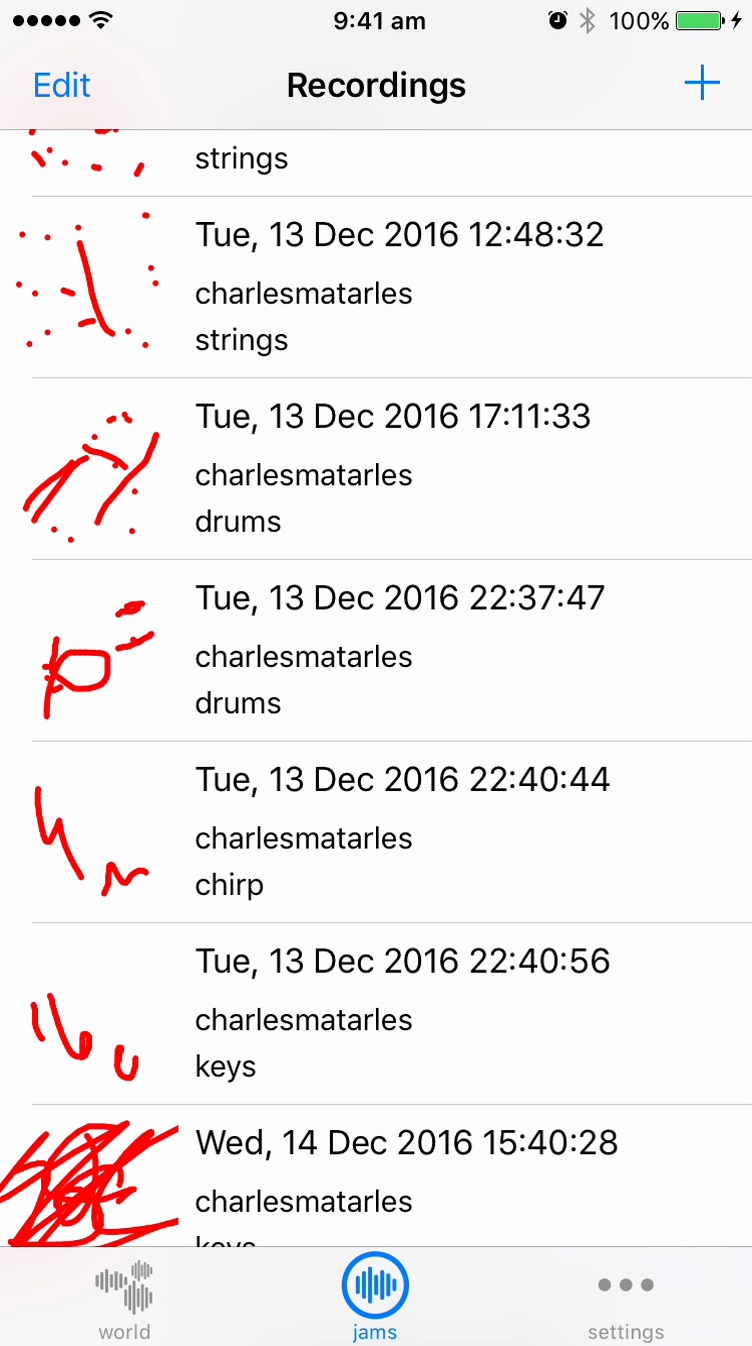 9:41 am 100%
Edit Recordings
strings
Tue, 13 Dec 2016 12:48:32
charlesmatarles
strings
Tue, 13 Dec 2016 17:11:33
charlesmatarles
drums
Tue, 13 Dec 2016 22:37:47
charlesmatarles
drums
Tue, 13 Dec 2016 22:40:44
charlesmatarles
chirp
Tue, 13 Dec 2016 22:40:56
charlesmatarles
keys
Wed, 14 Dec 2016 15:40:28
charlesmatarles
keys
world jams settings